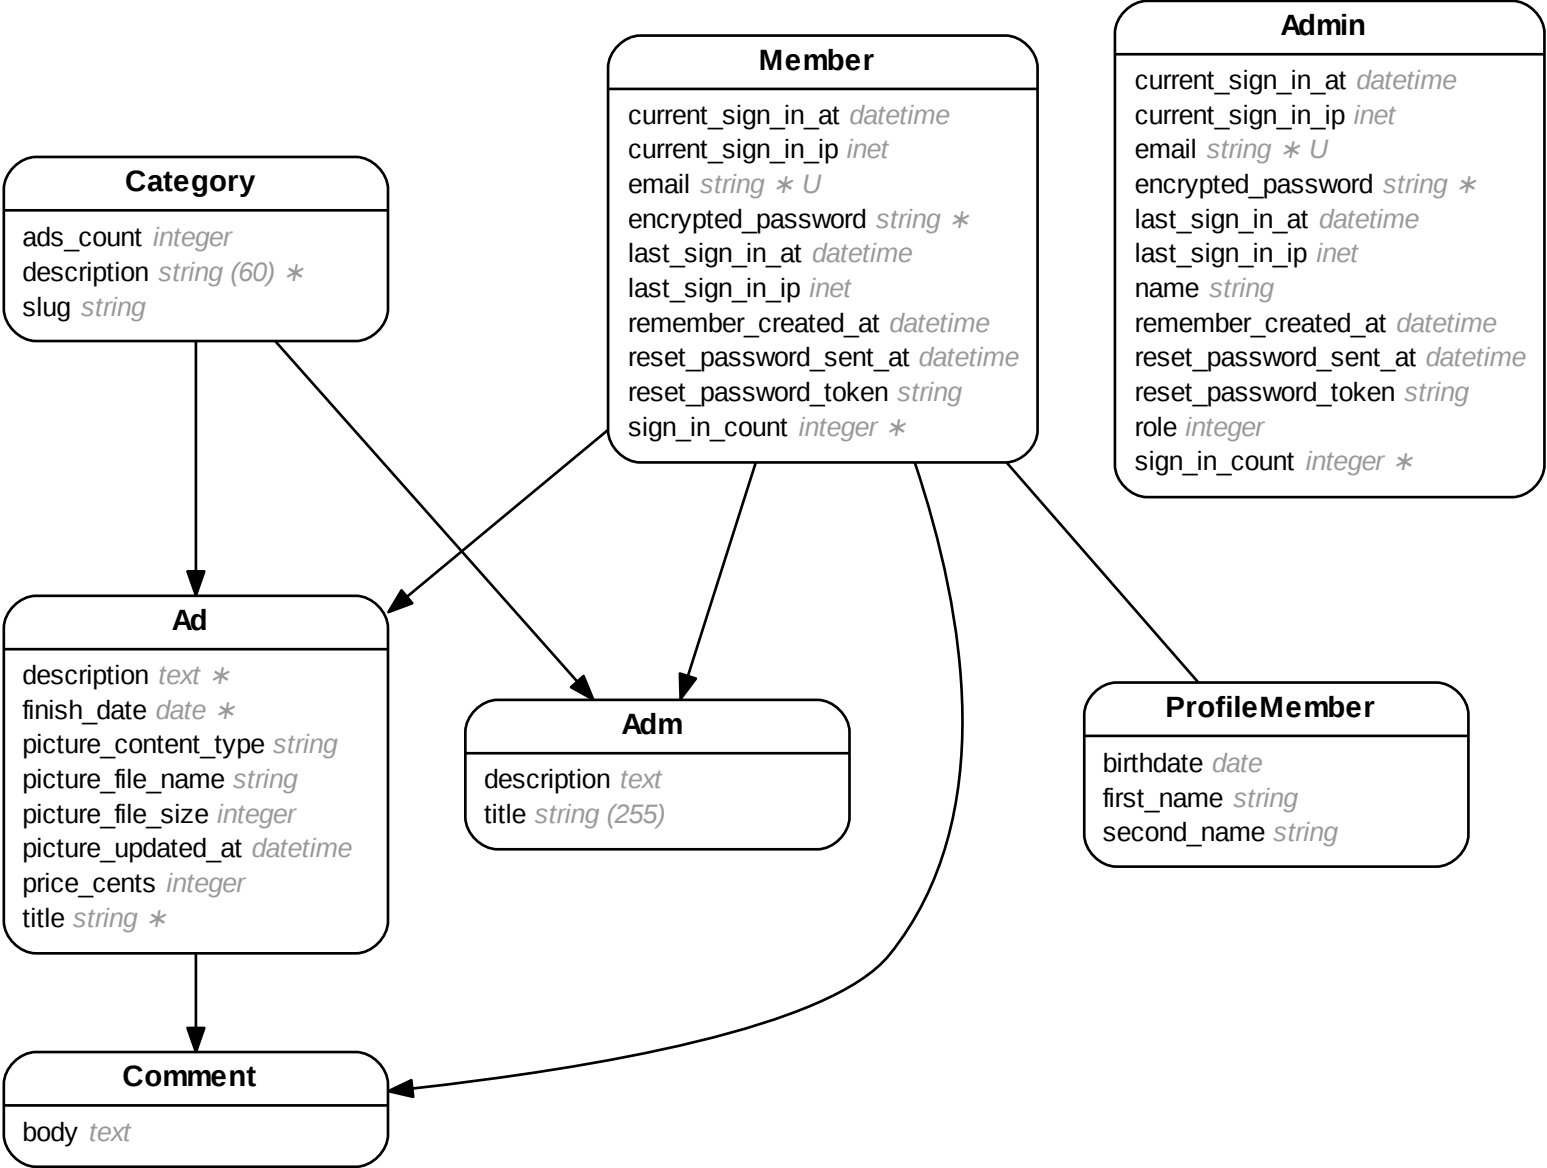 Member
current_sign_in_at datetime
current_sign_in_ip inet
email string ∗ U
encrypted_password string ∗
last_sign_in_at datetime
last_sign_in_ip inet
remember_created_at datetime
reset_password_sent_at datetime
reset_password_token string
sign_in_count integer ∗
Admin
current_sign_in_at datetime
current_sign_in_ip inet
email string ∗ U
encrypted_password string ∗
last_sign_in_at datetime
last_sign_in_ip inet
name string
remember_created_at datetime
reset_password_sent_at datetime
reset_password_token string
role integer
sign_in_count integer ∗
Category
ads_count integer
description string (60) ∗
slug string
Ad
description text ∗
finish_date date ∗
picture_content_type string
picture_file_name string
picture_file_size integer
picture_updated_at datetime
price_cents integer
title string ∗
Adm
description text
title string (255)
ProfileMember
birthdate date
first_name string
second_name string
Comment
body text